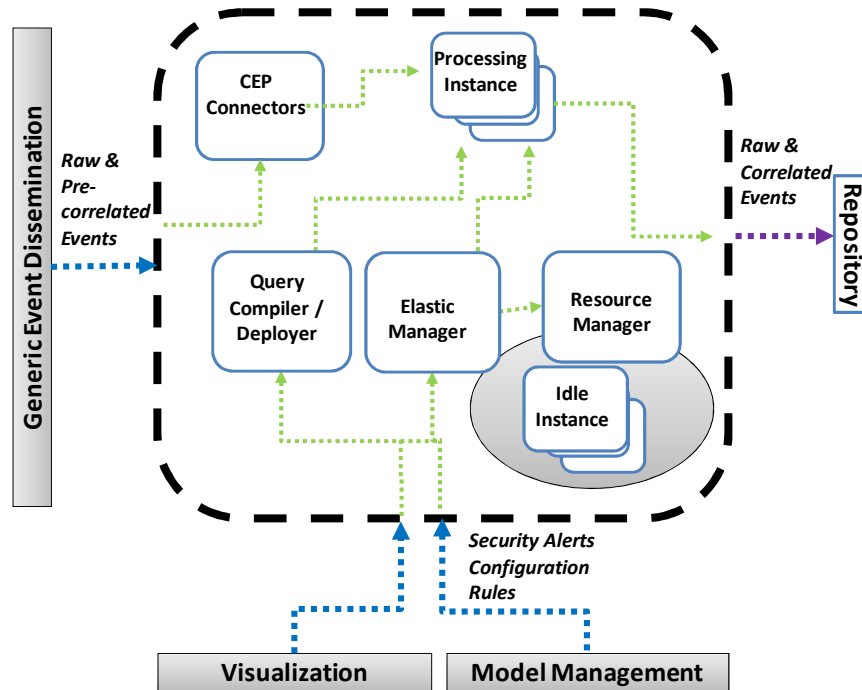 Generic Event Dissemination
Raw &
Pre-
correlated
Events
CEP
Connectors
Processing
Instance
Raw &
Correlated
Events
Repository
Query
Compiler /
Deployer
Elastic
Manager
Resource
Manager
Idle
Instance
Security Alerts
Configuration
Rules
Visualization
Model Management